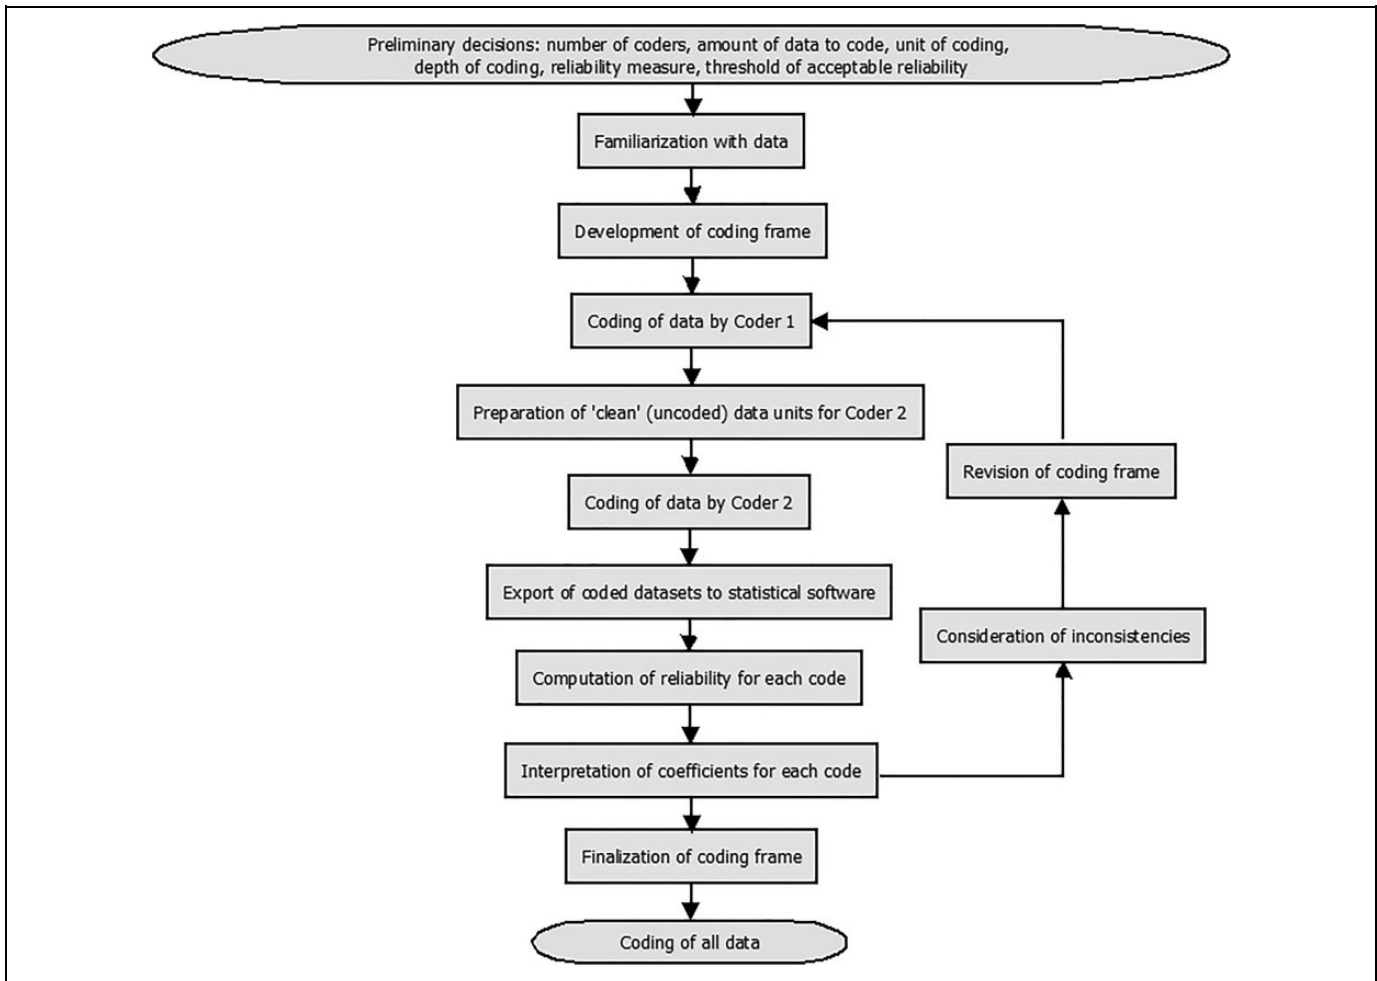 Preliminary decisions: number of coders, amount of data to code, unit of coding,
depth of coding, reliability measure, threshold of acceptable reliability
Familiarization with data
Development of coding frame
Coding of data by Coder 1
Preparation of 'clean' (uncoded) data units for Coder 2
Revision of coding frame
Coding of data by Coder 2
Export of coded datasets to statistical software
Consideration of inconsistencies
Computation of reliability for each code
Interpretation of coefficients for each code
Finalization of coding frame
Coding of all data